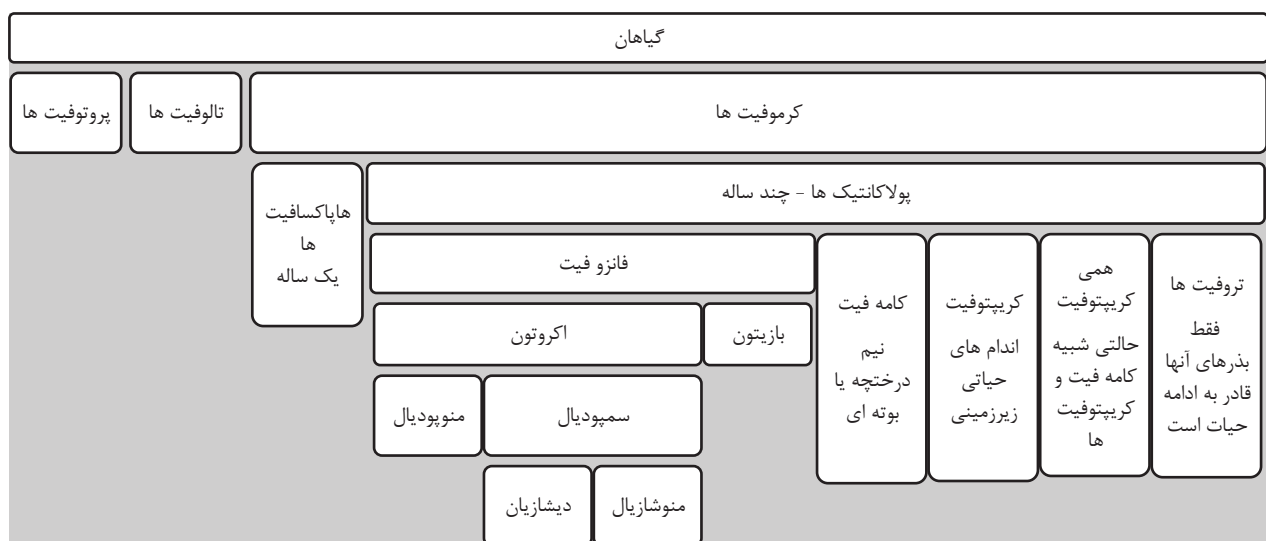 گیاهان
کرموفیت ها
تالوفیت ها
پروتوفیت ها
پولاکانتیک ها - چند ساله
هاپاکسافیت
ها
یک ساله
تروفیت ها
فقط
بذرهای آنها
قادر به ادامه
حیات است
همی
کریپتوفیت
حالتی شبیه
کامه فیت و
کریپتوفیت
ها
کریپتوفیت
اندام های
حیاتی
زیرزمینی
کامه فیت
نیم
درختچه یا
بوته ای
فانزو فیت
بازیتون
اکروتون
سمپودیال
منوپودیال
منوشازیال
دیشازیان